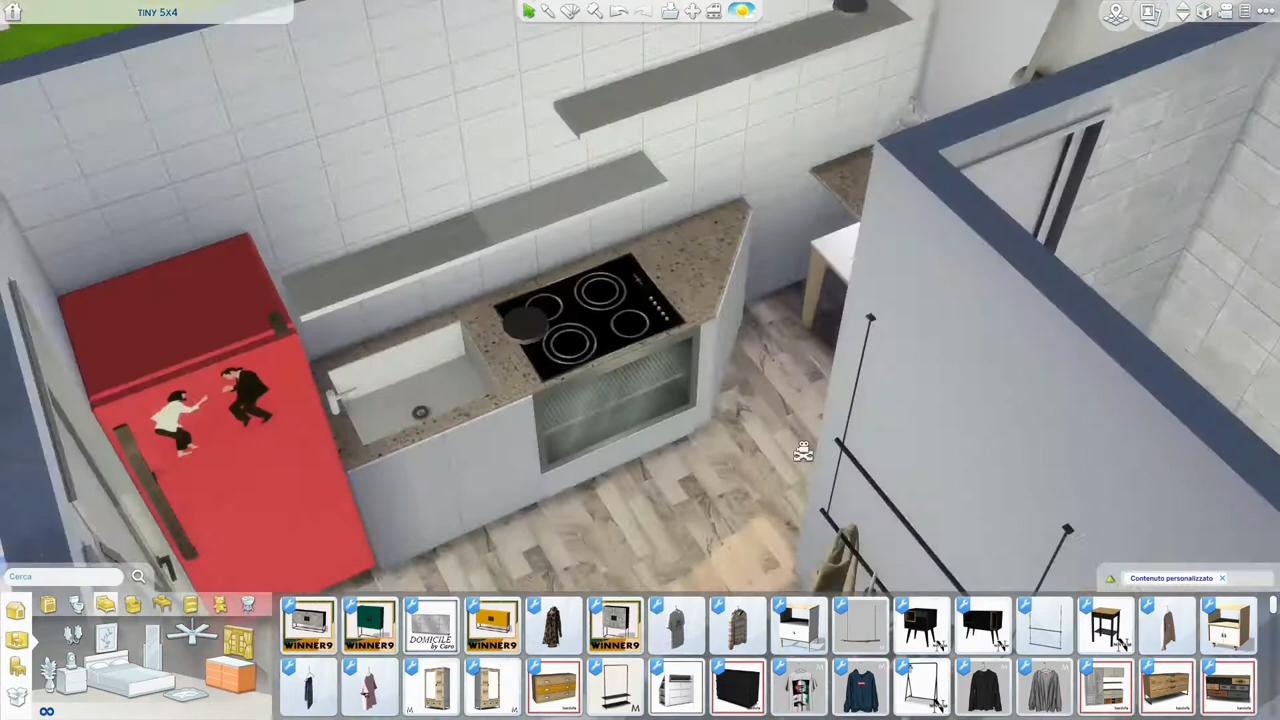 TINY 5X4
Contenuto personalizzato
Cerca
WINNER9
WINNER9
DOMICILE
by Caro
WINNER9
WINNER9